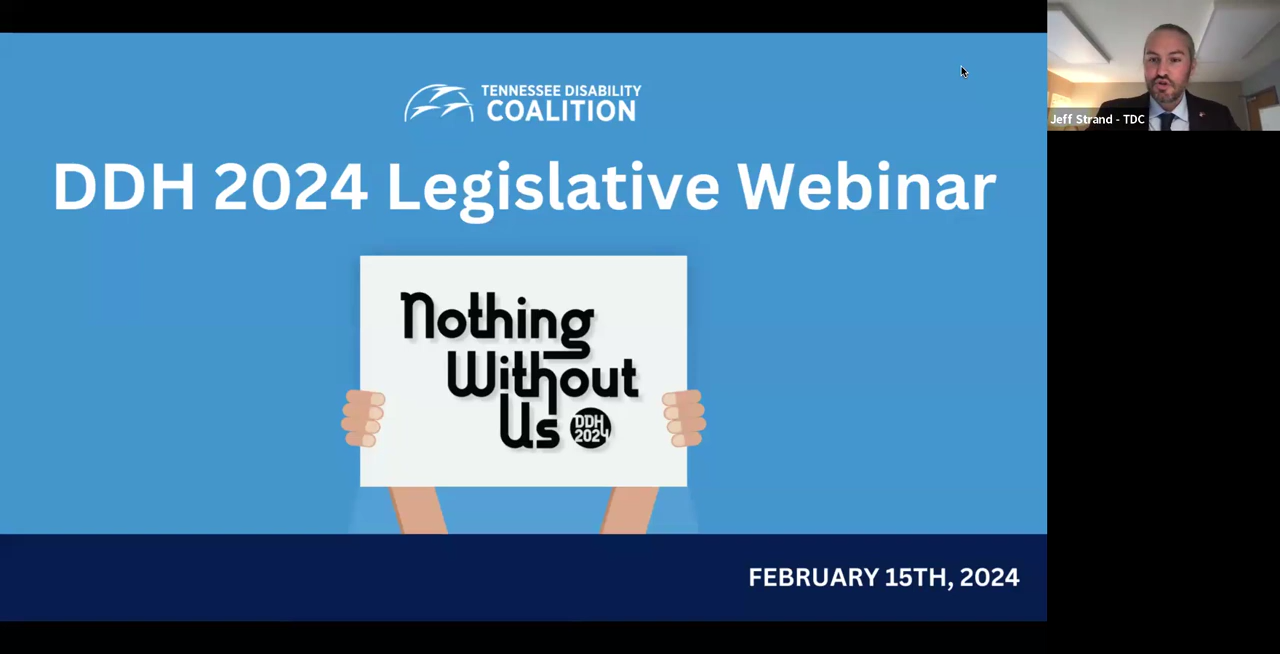 TENNESSEE DISABILITY
COALITION
DDH 2024 Legislative Webinar
Nothing
Without
Us
DDH
2024
FEBRUARY 15TH, 2024
Jeff Strand - TDC